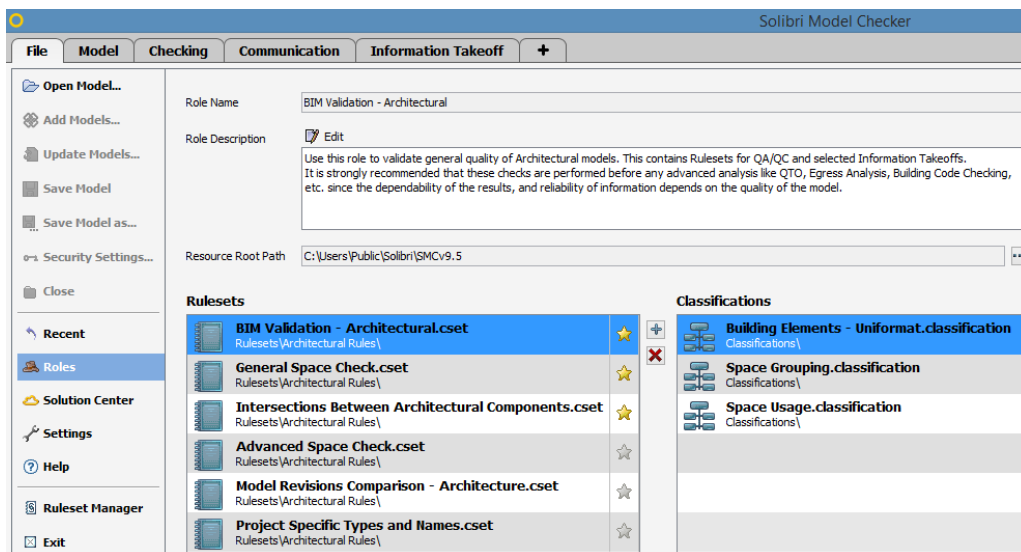 Solibri Model Checker
File Model Checking Communication Information Takeoff +
Open Model...
Add Models...
Update Models...
Save Model
Save Model as...
Security Settings...
Close
Recent
Roles
Solution Center
Settings
Help
Ruleset Manager
Exit
Role Name BIM Validation - Architectural
Role Description Edit
Use this role to validate general quality of Architectural models. This contains Rulesets for QA/QC and selected Information Takeoffs.
It is strongly recommended that these checks are performed before any advanced analysis like QTO, Egress Analysis, Building Code Checking,
etc. since the dependability of the results, and reliability of information depends on the quality of the model.
Resource Root Path C:\Users\Public\Solibri\SMCv9.5
Rulesets
BIM Validation - Architectural.cset
Rulesets\Architectural Rules\
General Space Check.cset
Rulesets\Architectural Rules\
Intersections Between Architectural Components.cset
Rulesets\Architectural Rules\
Advanced Space Check.cset
Rulesets\Architectural Rules\
Model Revisions Comparison - Architecture.cset
Rulesets\Architectural Rules\
Project Specific Types and Names.cset
Rulesets\Architectural Rules\
Classifications
Building Elements - Uniformat.classification
Classifications\
Space Grouping.classification
Classifications\
Space Usage.classification
Classifications\